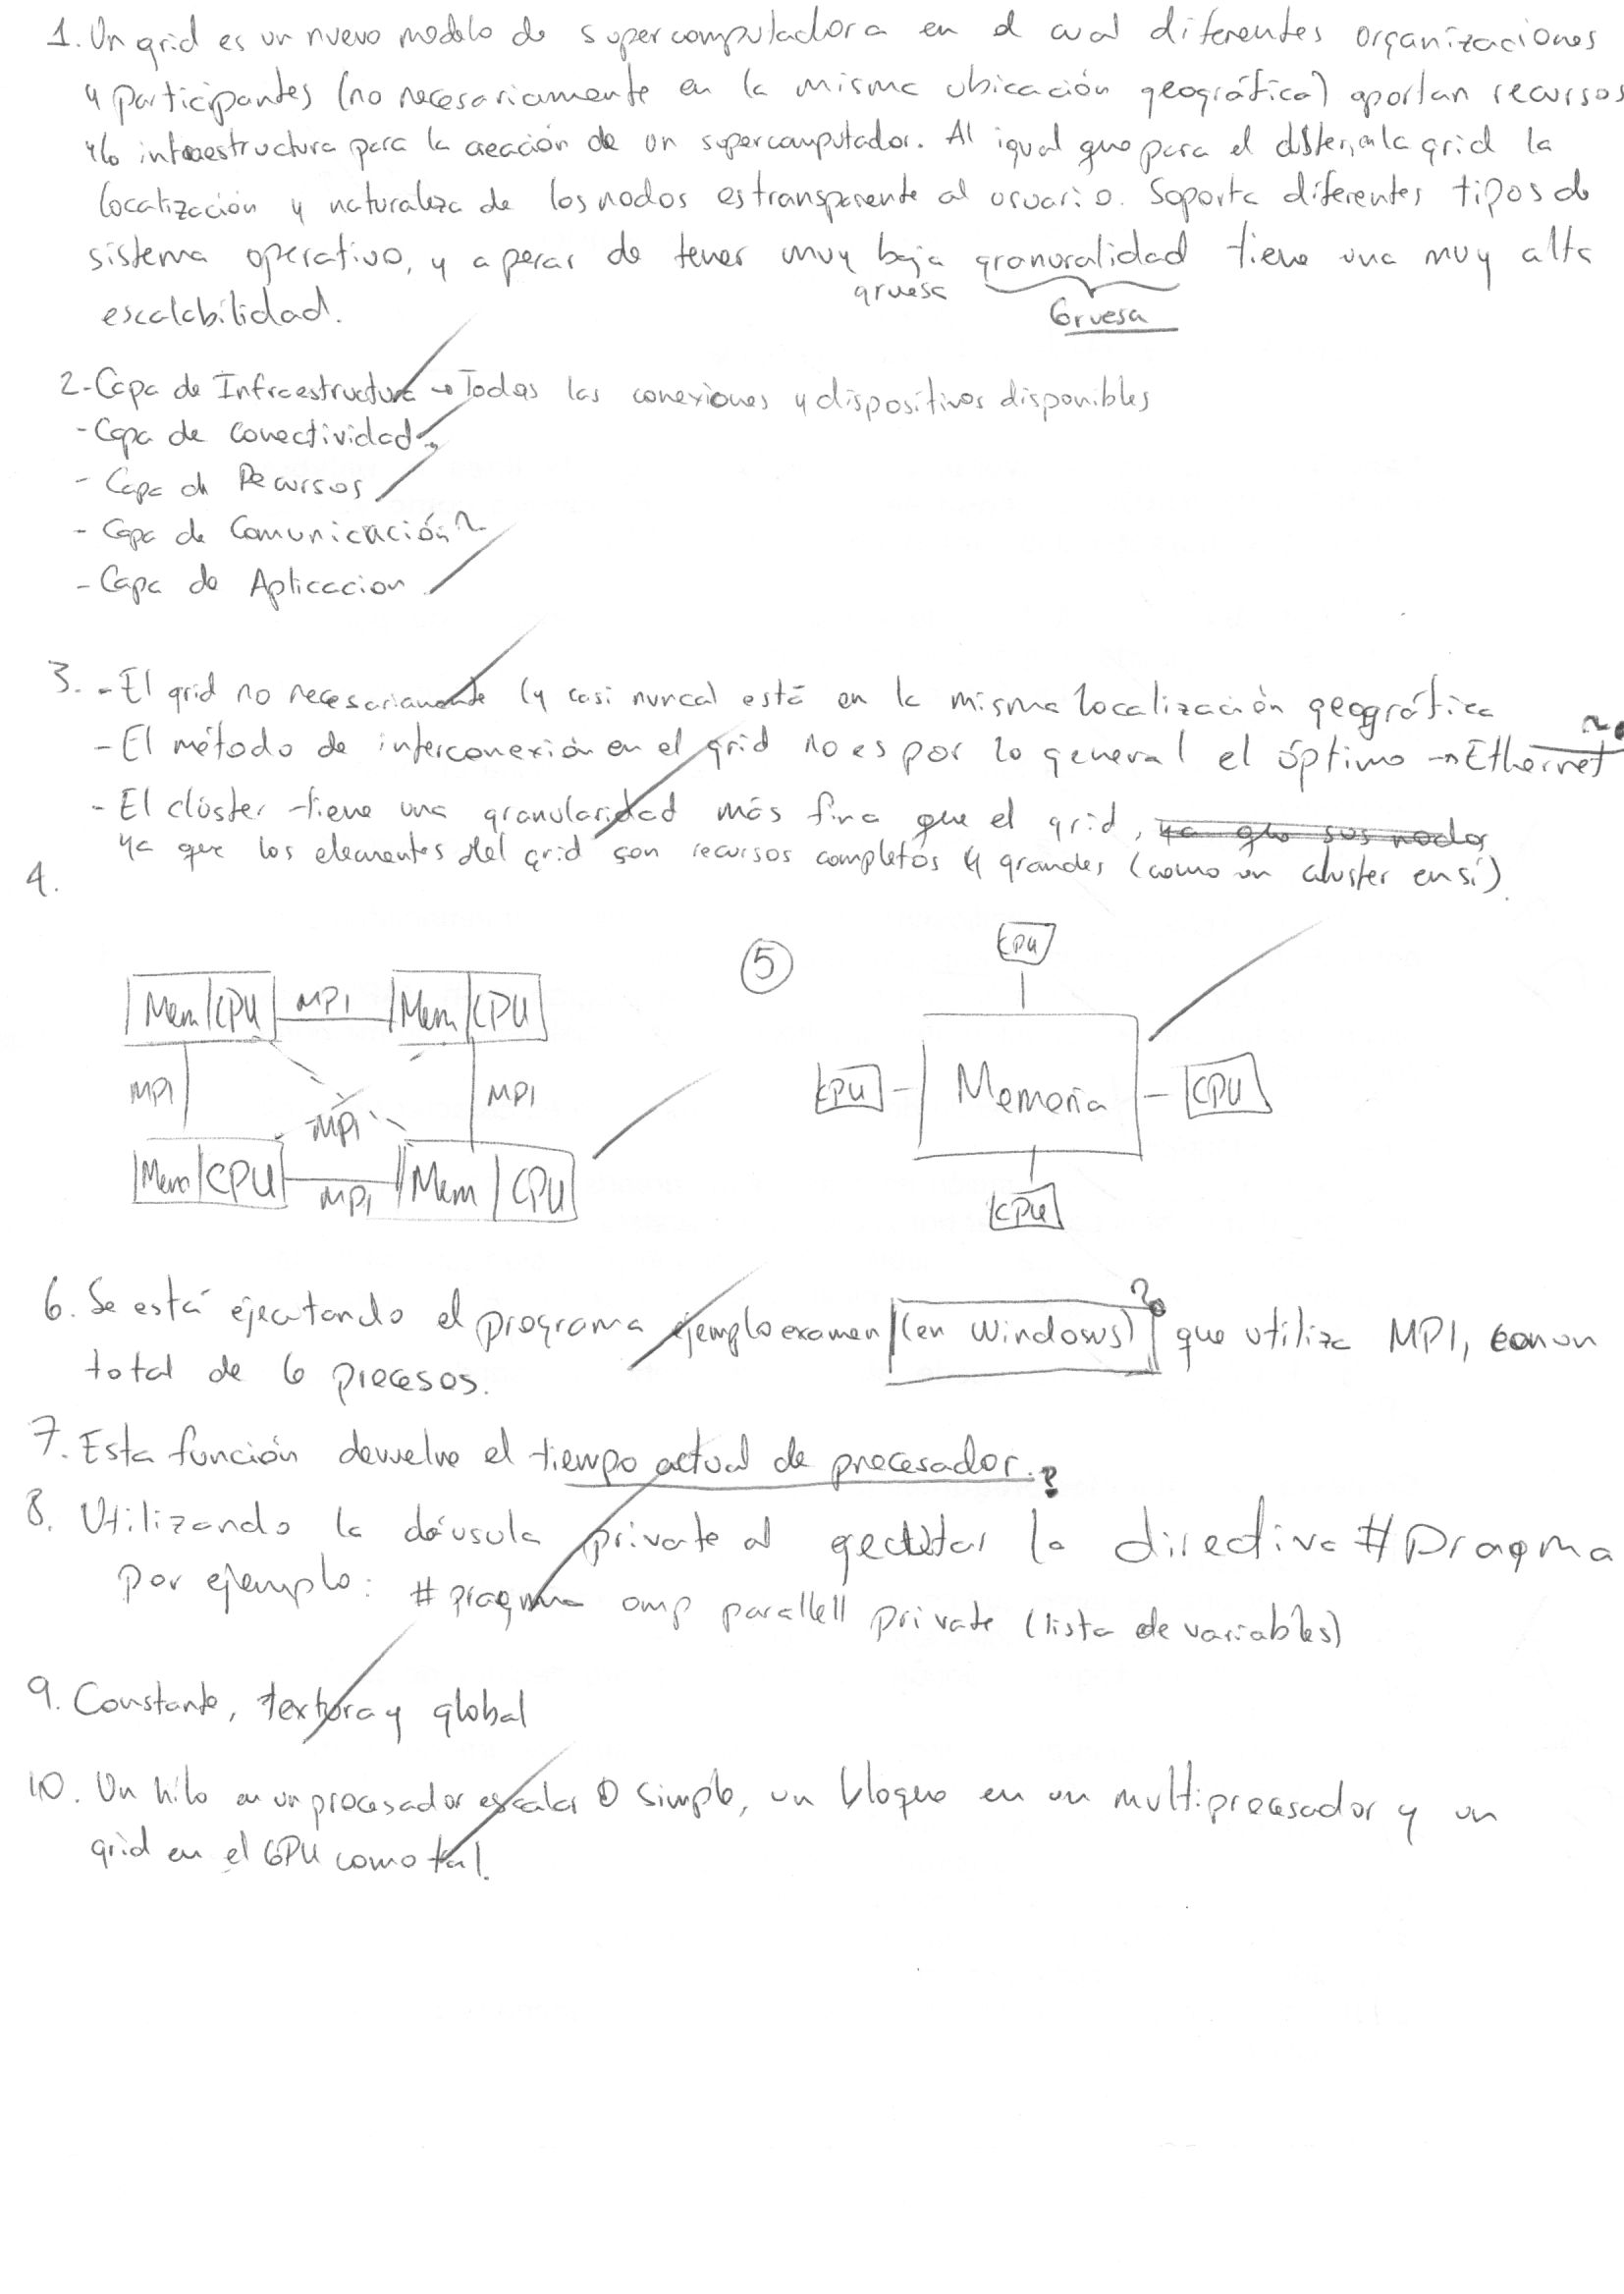 1. Un grid es un nuevo modelo de supercomputadora en el cual diferentes organizaciones
y participantes (no necesariamente en la misma ubicación geográfica) aportan recursos
y/o infraestructura para la creación de un supercomputador. Al igual que para el clúster, en la grid la
localización y naturaleza de los nodos es transparente al usuario. Soporta diferentes tipos de
sistema operativo, y a pesar de tener muy baja granuralidad tiene una muy alta
gruesa
Gruesa
escalabilidad.
2.-Capa de Infraestructura → Todas las conexiones y dispositivos disponibles
-Capa de Conectividad
- Capa de Recursos
- Capa de Comunicación ?
- Capa de Aplicacion
3. - El grid no necesariamente (y casi nunca) está en la misma localización geográfica
- El método de interconexión en el grid no es por lo general el óptimo → Ethernet
- El clúster tiene una granularidad más fina que el grid, ya que sus nodos
ya que los elementos del grid son recursos completos y grandes (como un cluster en sí).
4.
Mem CPU MPI Mem CPU
MPI MPI
MPI
Mem CPU MPI Mem CPU
5
CPU
CPU Memoria CPU
CPU
6. Se está ejecutando el programa ejemploexamen (en Windows) ? que utiliza MPI, con un
total de 6 procesos.
7. Esta función devuelve el tiempo actual de procesador. ?
8. Utilizando la cláusula private al ejecutar la directiva #Pragma
Por ejemplo: #pragma omp parallell private (lista de variables)
9. Constante, textura y global
10. Un hilo en un procesador escalar o simple, un bloque en un multiprocesador y un
grid en el GPU como tal.